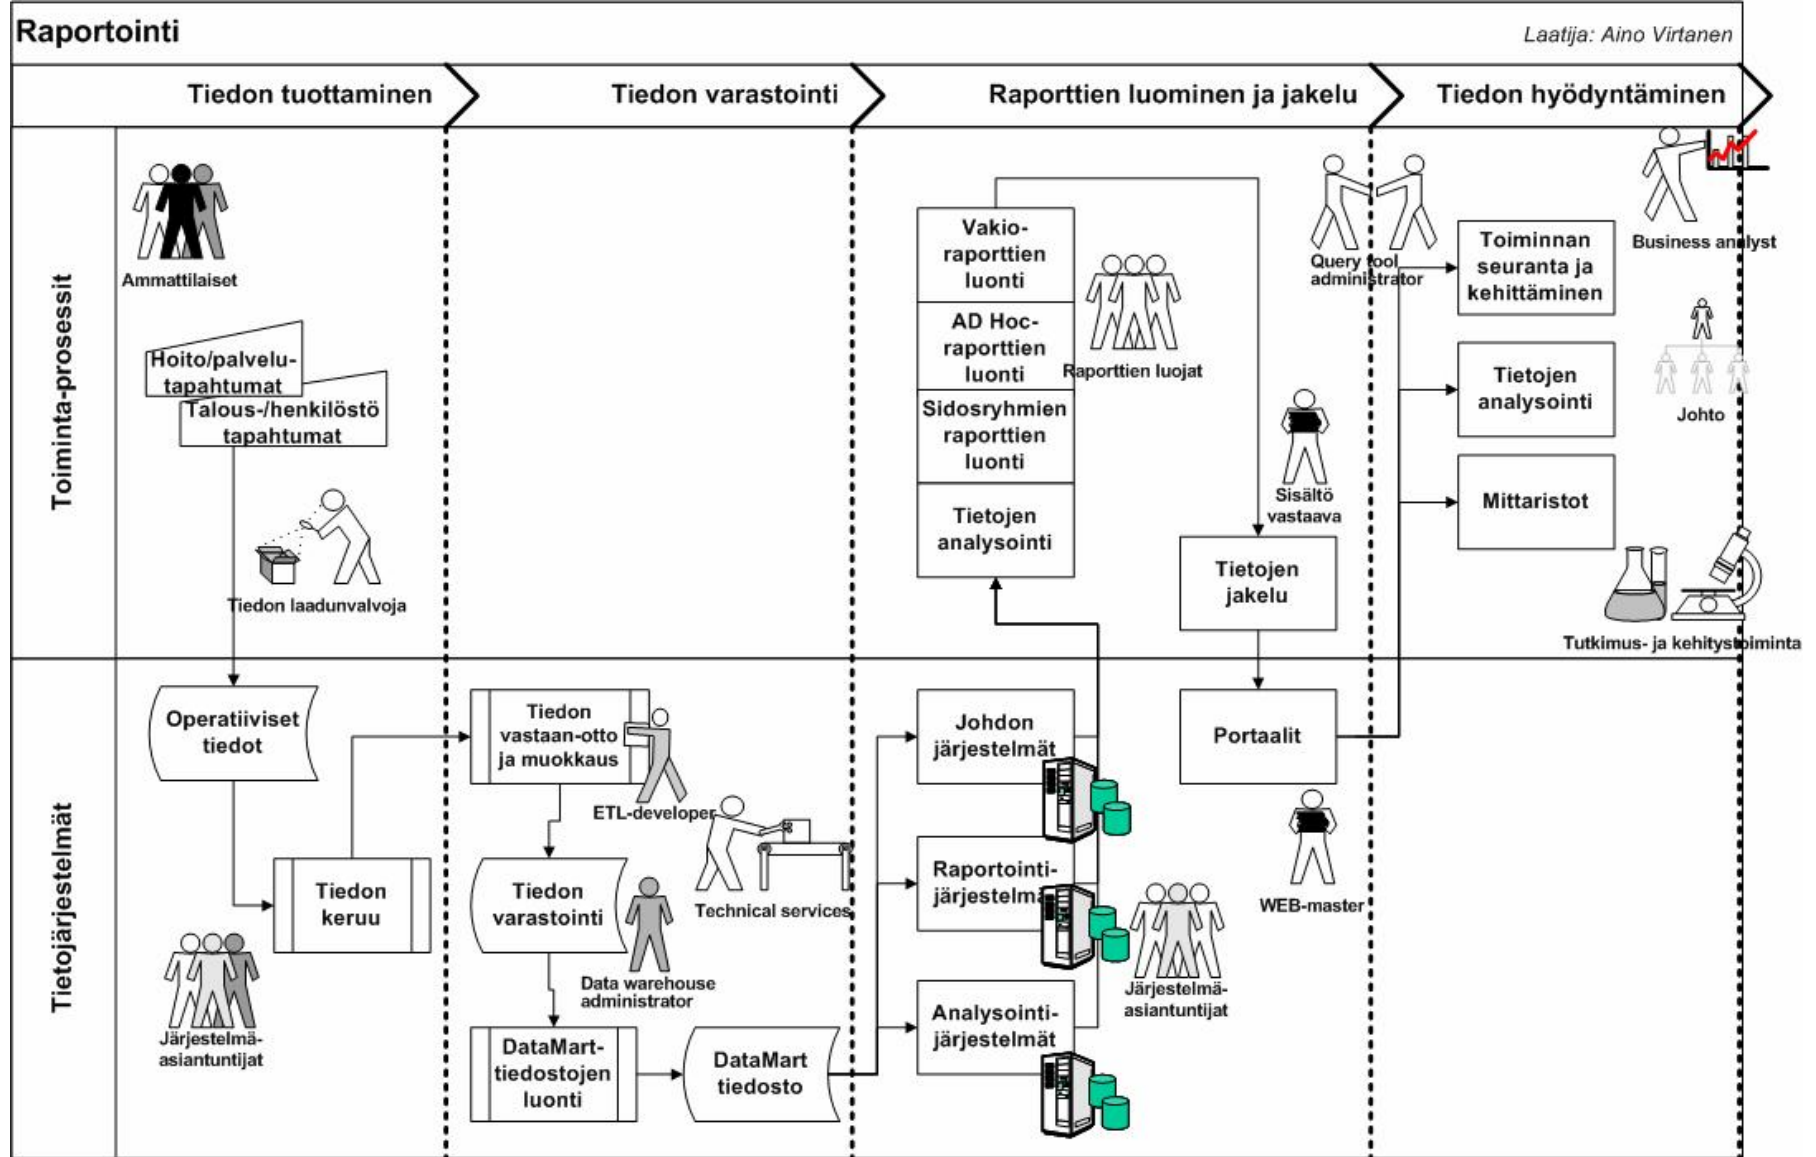 Raportointi
Laatija: Aino Virtanen
Tiedon tuottaminen
Tiedon varastointi
Raporttien luominen ja jakelu
Tiedon hyödyntäminen
Toiminta-prosessit
Ammattilaiset
Hoito/palvelu-
tapahtumat
Talous-/henkilöstö
tapahtumat
Tiedon laadunvalvoja
Vakio-
raporttien
luonti
AD Hoc-
raporttien
luonti
Sidosryhmien
raporttien
luonti
Tietojen
analysointi
Raporttien luojat
Query tool
administrator
Sisältö
vastaava
Tietojen
jakelu
Toiminnan
seuranta ja
kehittäminen
Tietojen
analysointi
Mittaristot
Business analyst
Johto
Tutkimus- ja kehitystoiminta
Tietojärjestelmät
Operatiiviset
tiedot
Tiedon
keruu
Järjestelmä-
asiantuntijat
Tiedon
vastaan-otto
ja muokkaus
ETL-developer
Tiedon
varastointi
Technical services
Data warehouse
administrator
DataMart-
tiedostojen
luonti
DataMart
tiedosto
Johdon
järjestelmät
Raportointi-
järjestelmä
Analysointi-
järjestelmät
Järjestelmä-
asiantuntijat
Portaalit
WEB-master